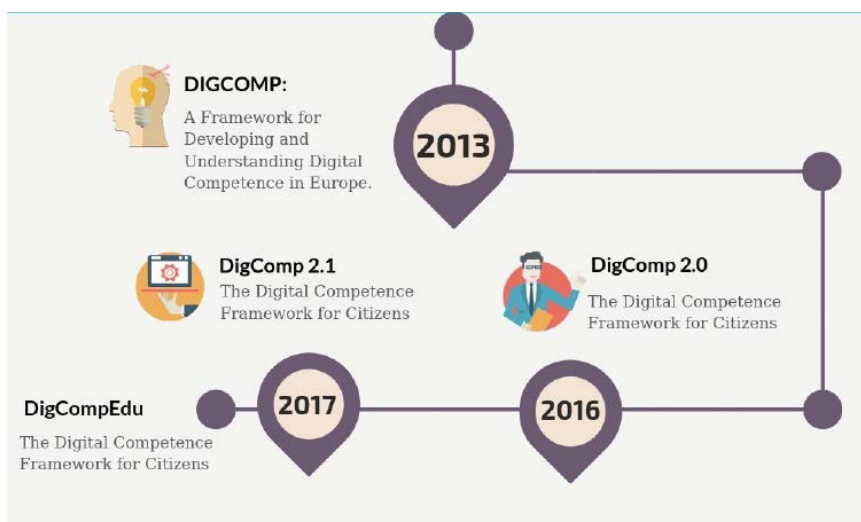 DIGCOMP:
A Framework for
Developing and
Understanding Digital
Competence in Europe.
2013
DigComp 2.1
The Digital Competence
Framework for Citizens
DigComp 2.0
The Digital Competence
Framework for Citizens
2017
2016
DigCompEdu
The Digital Competence
Framework for Citizens